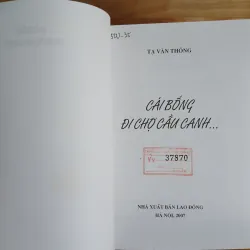 TẠ VĂN THÔNG
CÁI BỐNG
ĐI CHỢ CẦU CANH...
37870
NHÀ XUẤT BẢN LAO ĐỘNG
HÀ NỘI, 2007